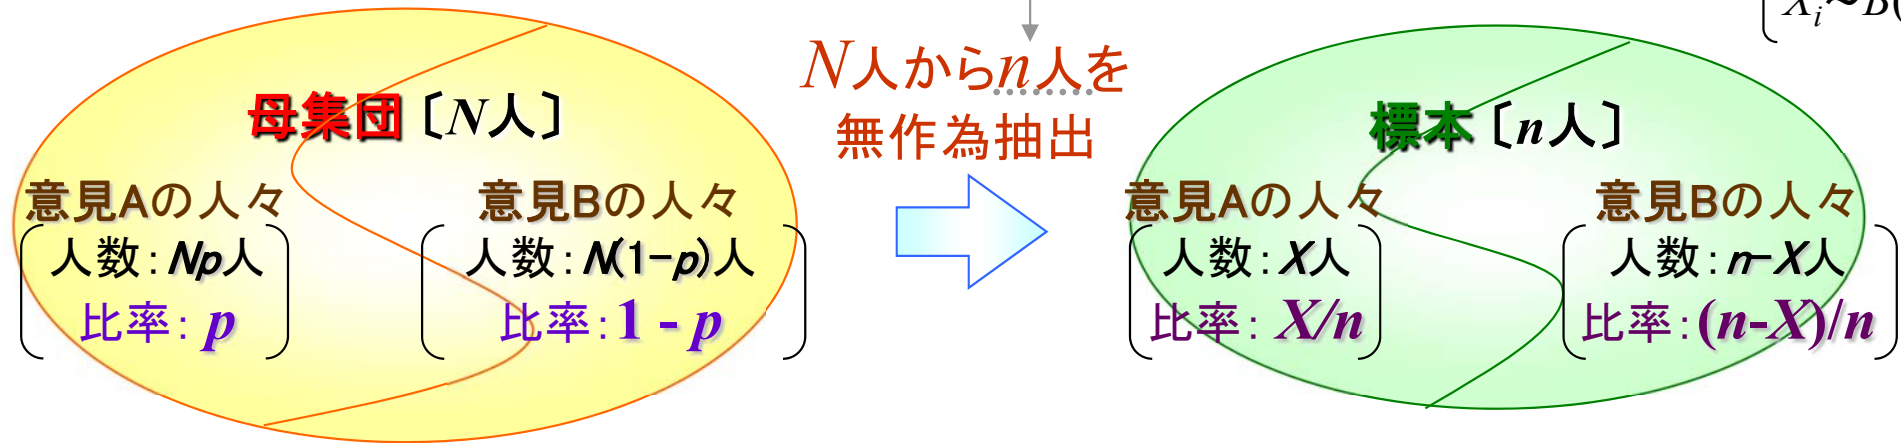 X_i~B(
N人からn人を
無作為抽出
母集団〔N人〕
意見Aの人々
人数:Np人
比率:p
意見Bの人々
人数:N(1-p)人
比率:1 - p
標本〔n人〕
意見Aの人々
人数:X人
比率:X/n
意見Bの人々
人数:n-X人
比率:(n-X)/n